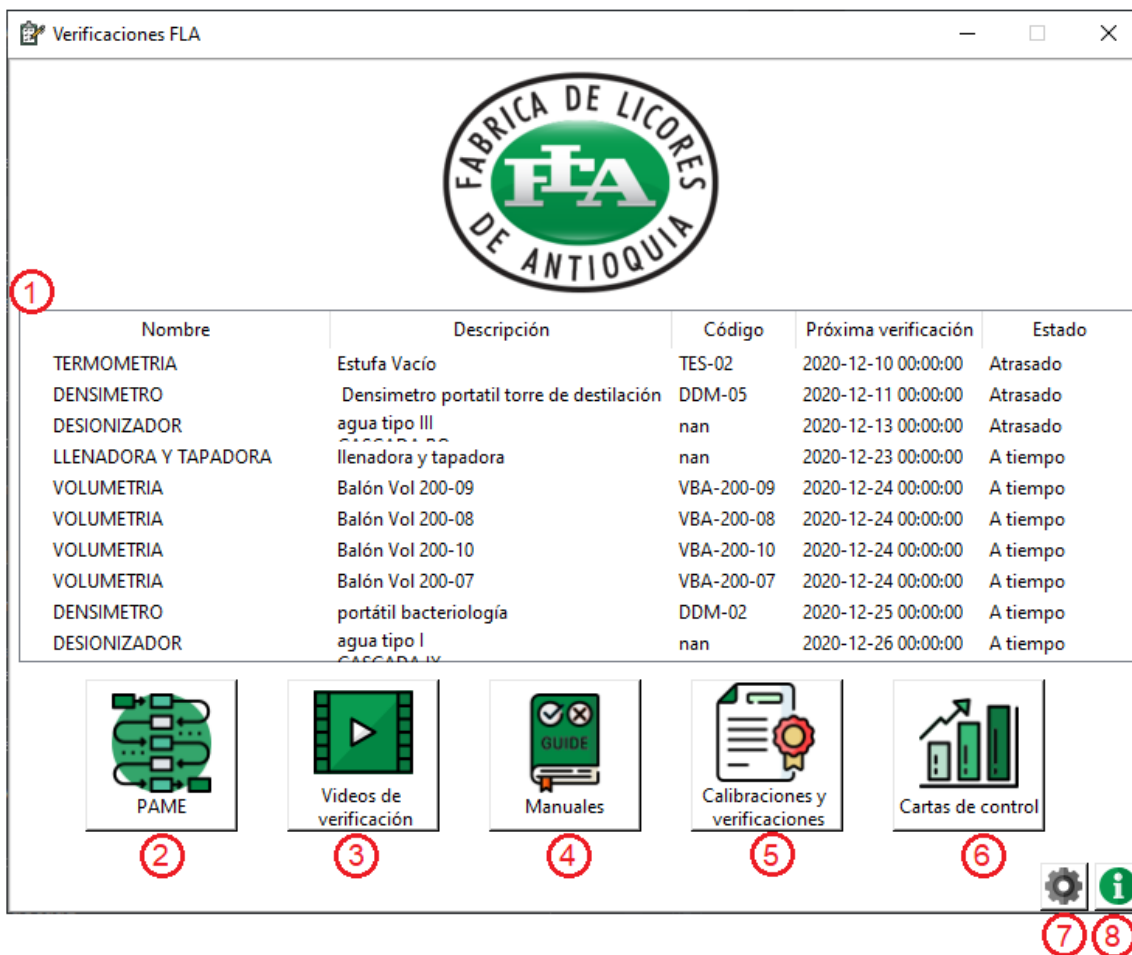 Verificaciones FLA
FABRICA DE LICORES
FLA
DE ANTIOQUIA
1
Nombre Descripción Código Próxima verificación Estado
TERMOMETRIA Estufa Vacío TES-02 2020-12-10 00:00:00 Atrasado
DENSIMETRO Densimetro portatil torre de destilación DDM-05 2020-12-11 00:00:00 Atrasado
DESIONIZADOR agua tipo III nan 2020-12-13 00:00:00 Atrasado
LLENADORA Y TAPADORA llenadora y tapadora nan 2020-12-23 00:00:00 A tiempo
VOLUMETRIA Balón Vol 200-09 VBA-200-09 2020-12-24 00:00:00 A tiempo
VOLUMETRIA Balón Vol 200-08 VBA-200-08 2020-12-24 00:00:00 A tiempo
VOLUMETRIA Balón Vol 200-10 VBA-200-10 2020-12-24 00:00:00 A tiempo
VOLUMETRIA Balón Vol 200-07 VBA-200-07 2020-12-24 00:00:00 A tiempo
DENSIMETRO portátil bacteriología DDM-02 2020-12-25 00:00:00 A tiempo
DESIONIZADOR agua tipo I nan 2020-12-26 00:00:00 A tiempo
GUIDE
PAME
Videos de
verificación
Manuales
Calibraciones y
verificaciones
Cartas de control
2 3 4 5 6
i
7 8